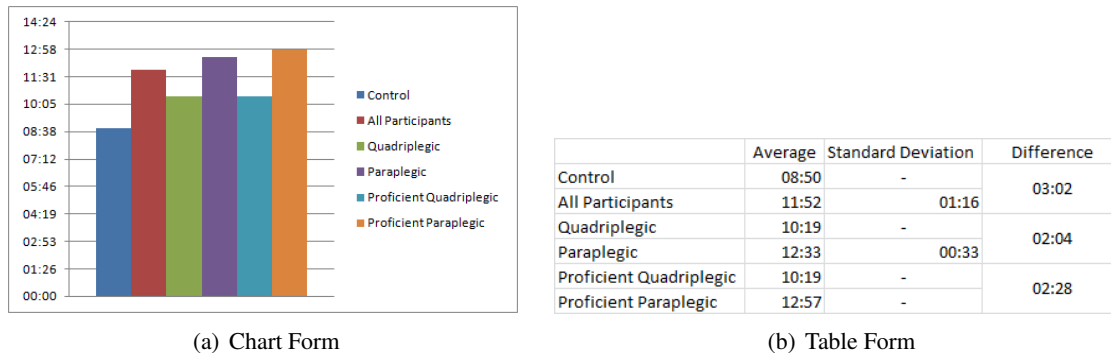 14:24
12:58
11:31
10:05
08:38
07:12
05:46
04:19
02:53
01:26
00:00
Control
All Participants
Quadriplegic
Paraplegic
Proficient Quadriplegic
Proficient Paraplegic
(a) Chart Form
Average Standard Deviation Difference
Control 08:50 - 03:02
All Participants 11:52 01:16
Quadriplegic 10:19 - 02:04
Paraplegic 12:33 00:33
Proficient Quadriplegic 10:19 - 02:28
Proficient Paraplegic 12:57 -
(b) Table Form